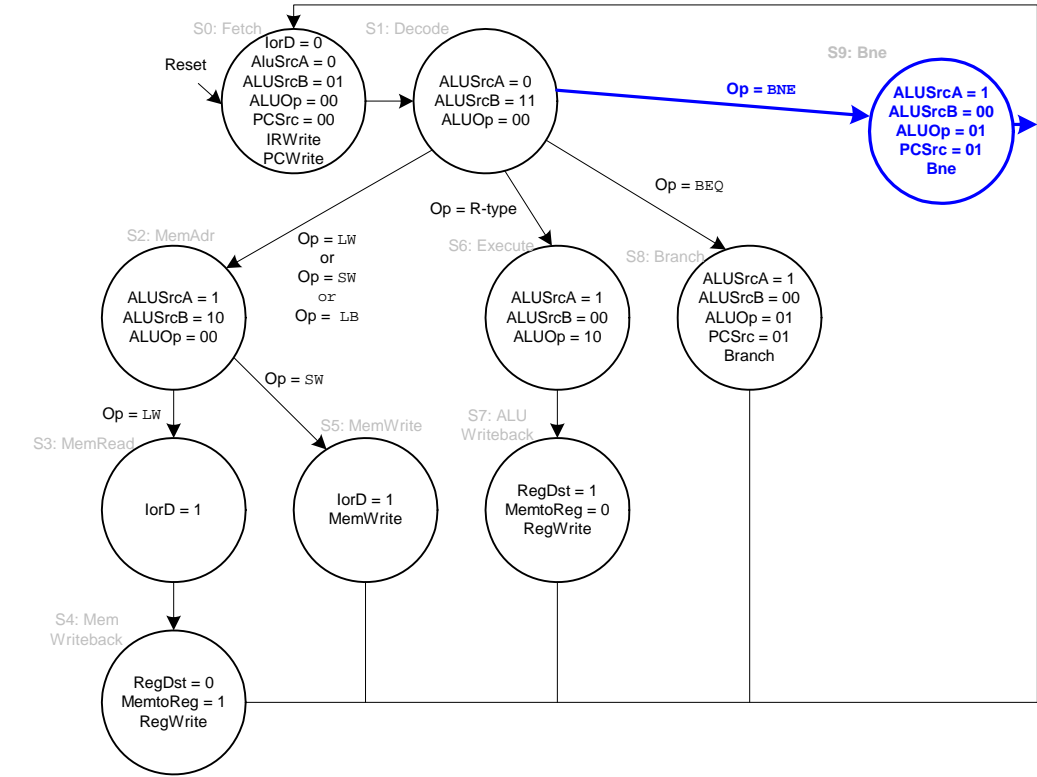 S0: Fetch
IorD = 0
AluSrcA = 0
ALUSrcB = 01
ALUOp = 00
PCSrc = 00
IRWrite
PCWrite
Reset
S1: Decode
ALUSrcA = 0
ALUSrcB = 11
ALUOp = 00
Op = BNE
S9: Bne
ALUSrcA = 1
ALUSrcB = 00
ALUOp = 01
PCSrc = 01
Bne
Op = BEQ
Op = R-type
Op = LW
or
Op = SW
or
Op = LB
S2: MemAdr
ALUSrcA = 1
ALUSrcB = 10
ALUOp = 00
S6: Execute
ALUSrcA = 1
ALUSrcB = 00
ALUOp = 10
S8: Branch
ALUSrcA = 1
ALUSrcB = 00
ALUOp = 01
PCSrc = 01
Branch
Op = SW
Op = LW
S3: MemRead
IorD = 1
S5: MemWrite
IorD = 1
MemWrite
S7: ALU
Writeback
RegDst = 1
MemtoReg = 0
RegWrite
S4: Mem
Writeback
RegDst = 0
MemtoReg = 1
RegWrite